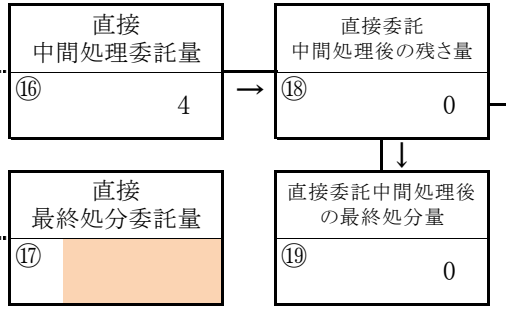 直接
中間処理委託量
⑯
4
→
直接委託
中間処理後の残さ量
⑱
0
↓
直接
最終処分委託量
⑰
直接委託中間処理後
の最終処分量
⑲
0